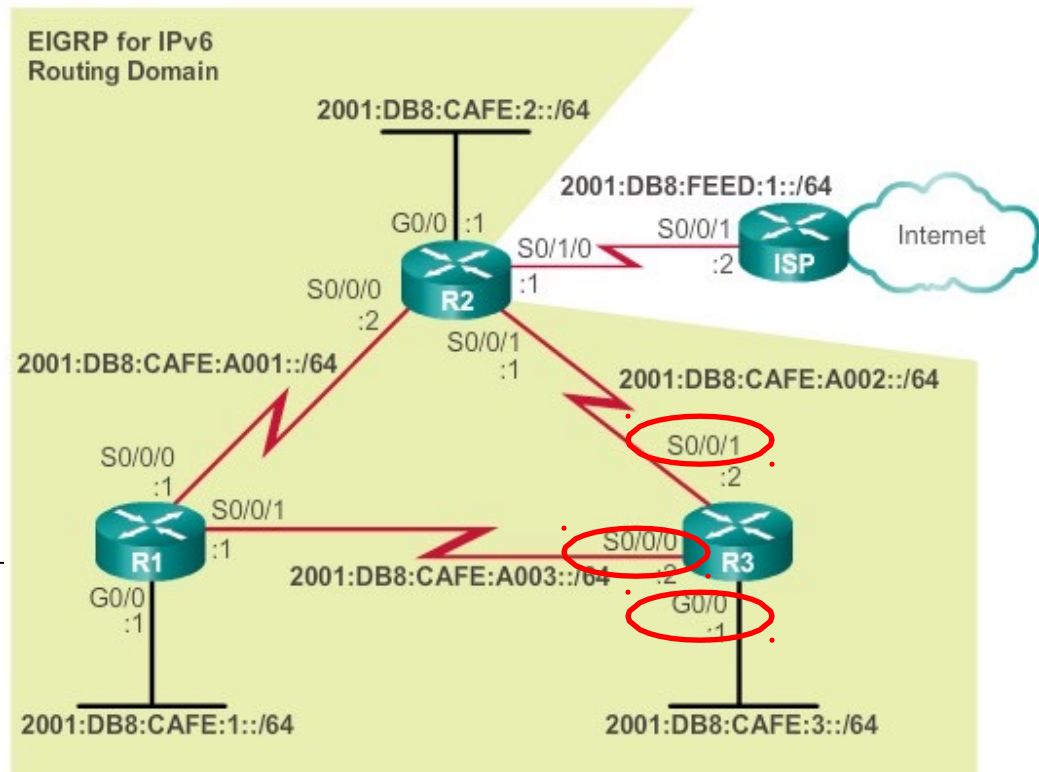 EIGRP for IPv6
Routing Domain
2001:DB8:CAFE:2::/64
2001:DB8:FEED:1::/64
G0/0 :1
S0/1/0
:1
S0/0/1
:2
ISP
Internet
S0/0/0
:2
R2
S0/0/1
:1
2001:DB8:CAFE:A001::/64
2001:DB8:CAFE:A002::/64
S0/0/1
:2
S0/0/0
:1
S0/0/1
:1
R1
S0/0/0
:2
R3
2001:DB8:CAFE:A003::/64
G0/0
:1
G0/0
:1
2001:DB8:CAFE:1::/64
2001:DB8:CAFE:3::/64